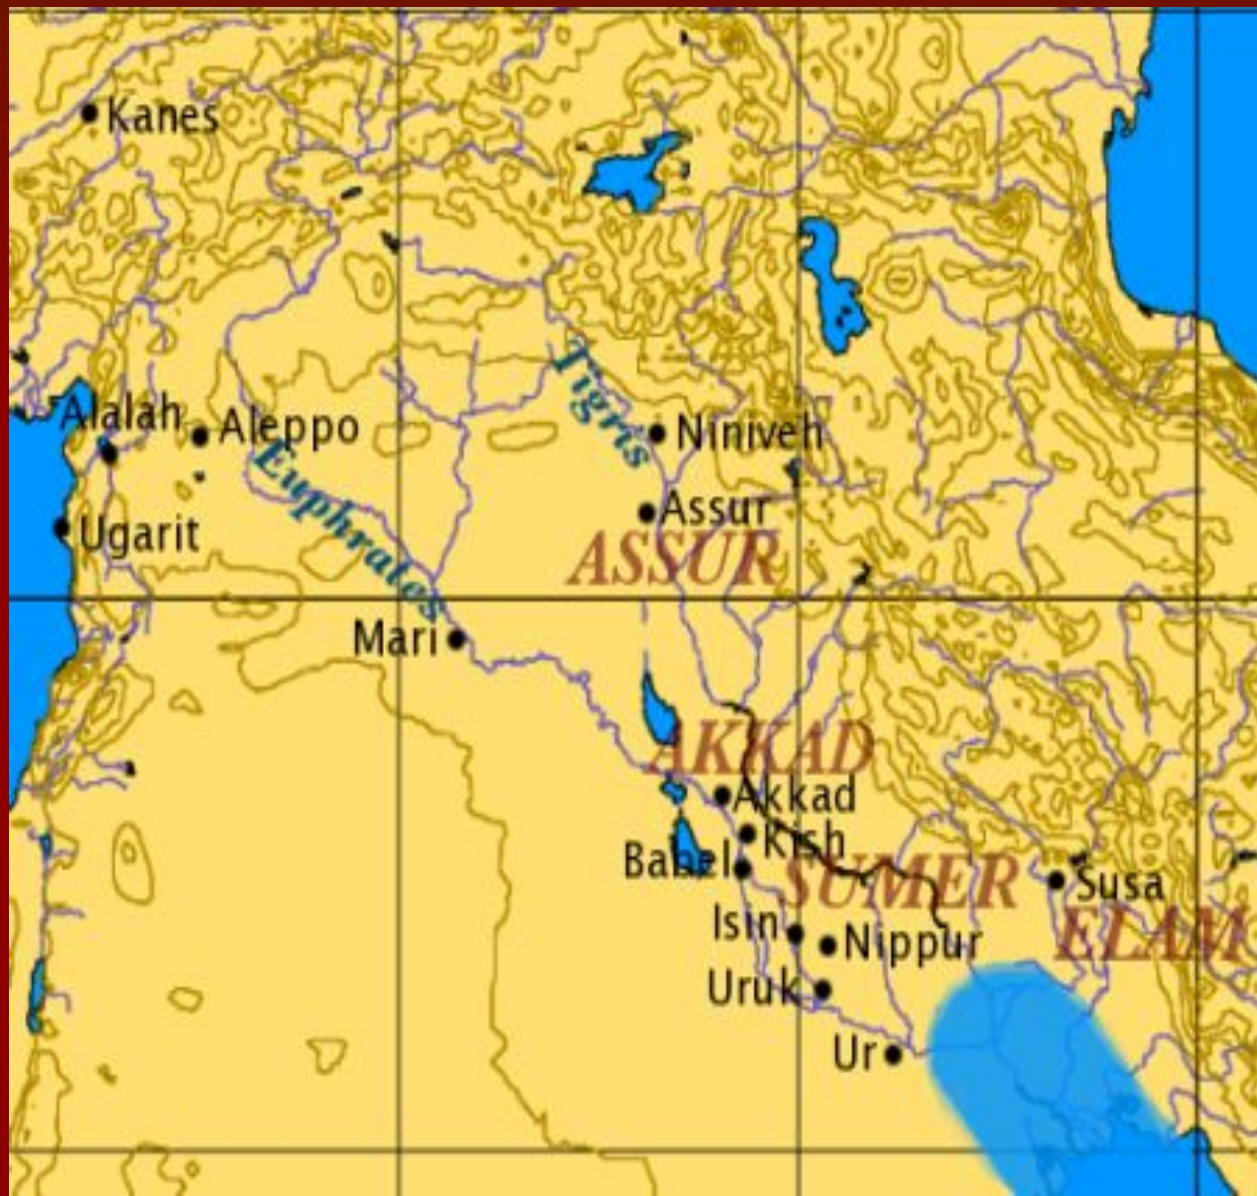 Kanes
Alalah
Aleppo
Tigris
Niniveh
Euphrates
Assur
Ugarit
ASSUR
Mari
AKKAD
Akkad
Kish
Babel
SUMER
Susa
Isin
Nippur
ELAM
Uruk
Ur